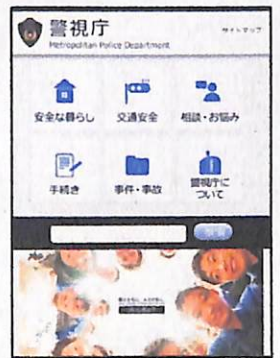 警視庁
Metropolitan Police Department
サイトマップ
安全な暮らし
交通安全
相談・お悩み
手続き
事件・事故
警視庁に
ついて
検索